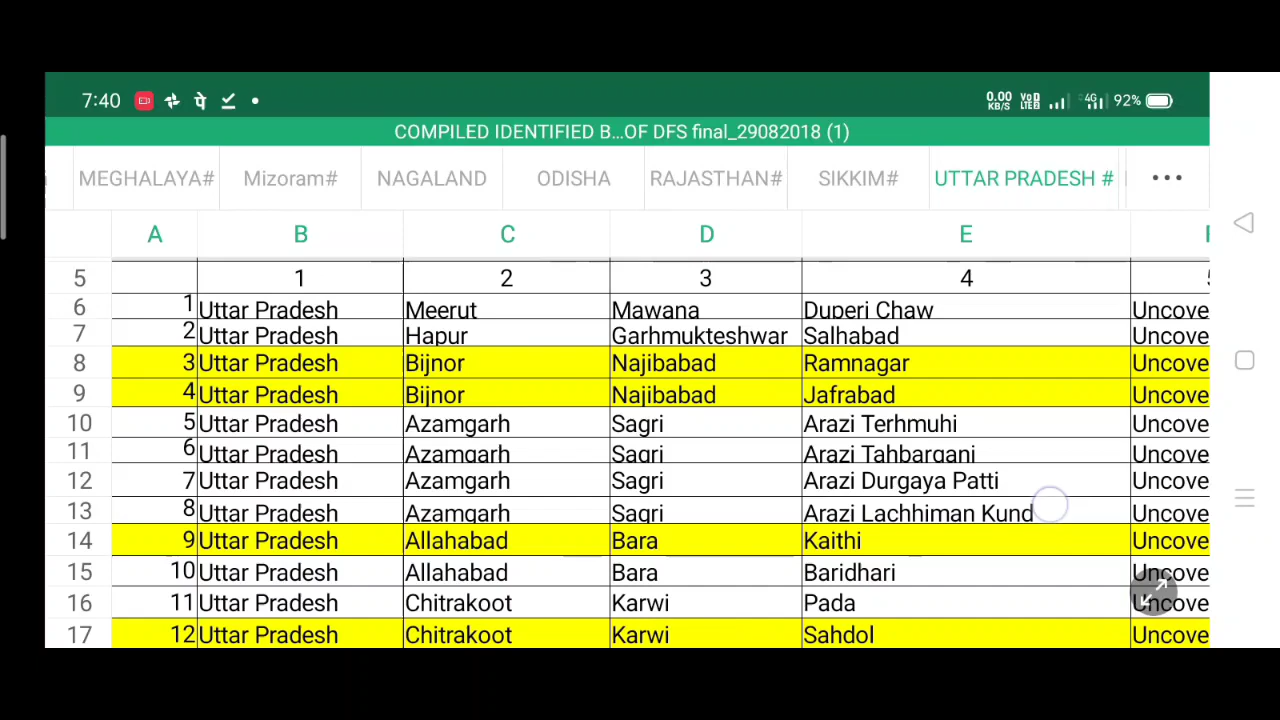 7:40 पे 0.00 KB/S Vo LTE 4G 92%
COMPILED IDENTIFIED B...OF DFS final_29082018 (1)
MEGHALAYA# Mizoram# NAGALAND ODISHA RAJASTHAN# SIKKIM# UTTAR PRADESH #
A B C D E
5 1 2 3 4
6 1 Uttar Pradesh Meerut Mawana Duperi Chaw Uncove
7 2 Uttar Pradesh Hapur Garhmukteshwar Salhabad Uncove
8 3 Uttar Pradesh Bijnor Najibabad Ramnagar Uncove
9 4 Uttar Pradesh Bijnor Najibabad Jafrabad Uncove
10 5 Uttar Pradesh Azamgarh Sagri Arazi Terhmuhi Uncove
11 6 Uttar Pradesh Azamgarh Sagri Arazi Tahbargani Uncove
12 7 Uttar Pradesh Azamgarh Sagri Arazi Durgaya Patti Uncove
13 8 Uttar Pradesh Azamgarh Sagri Arazi Lachhiman Kund Uncove
14 9 Uttar Pradesh Allahabad Bara Kaithi Uncove
15 10 Uttar Pradesh Allahabad Bara Baridhari Uncove
16 11 Uttar Pradesh Chitrakoot Karwi Pada Uncove
17 12 Uttar Pradesh Chitrakoot Karwi Sahdol Uncove